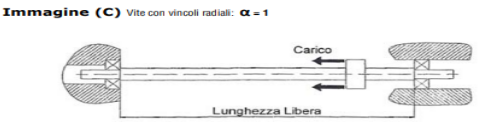 Immagine (C) Vite con vincoli radiali: α = 1
Carico
Lunghezza Libera